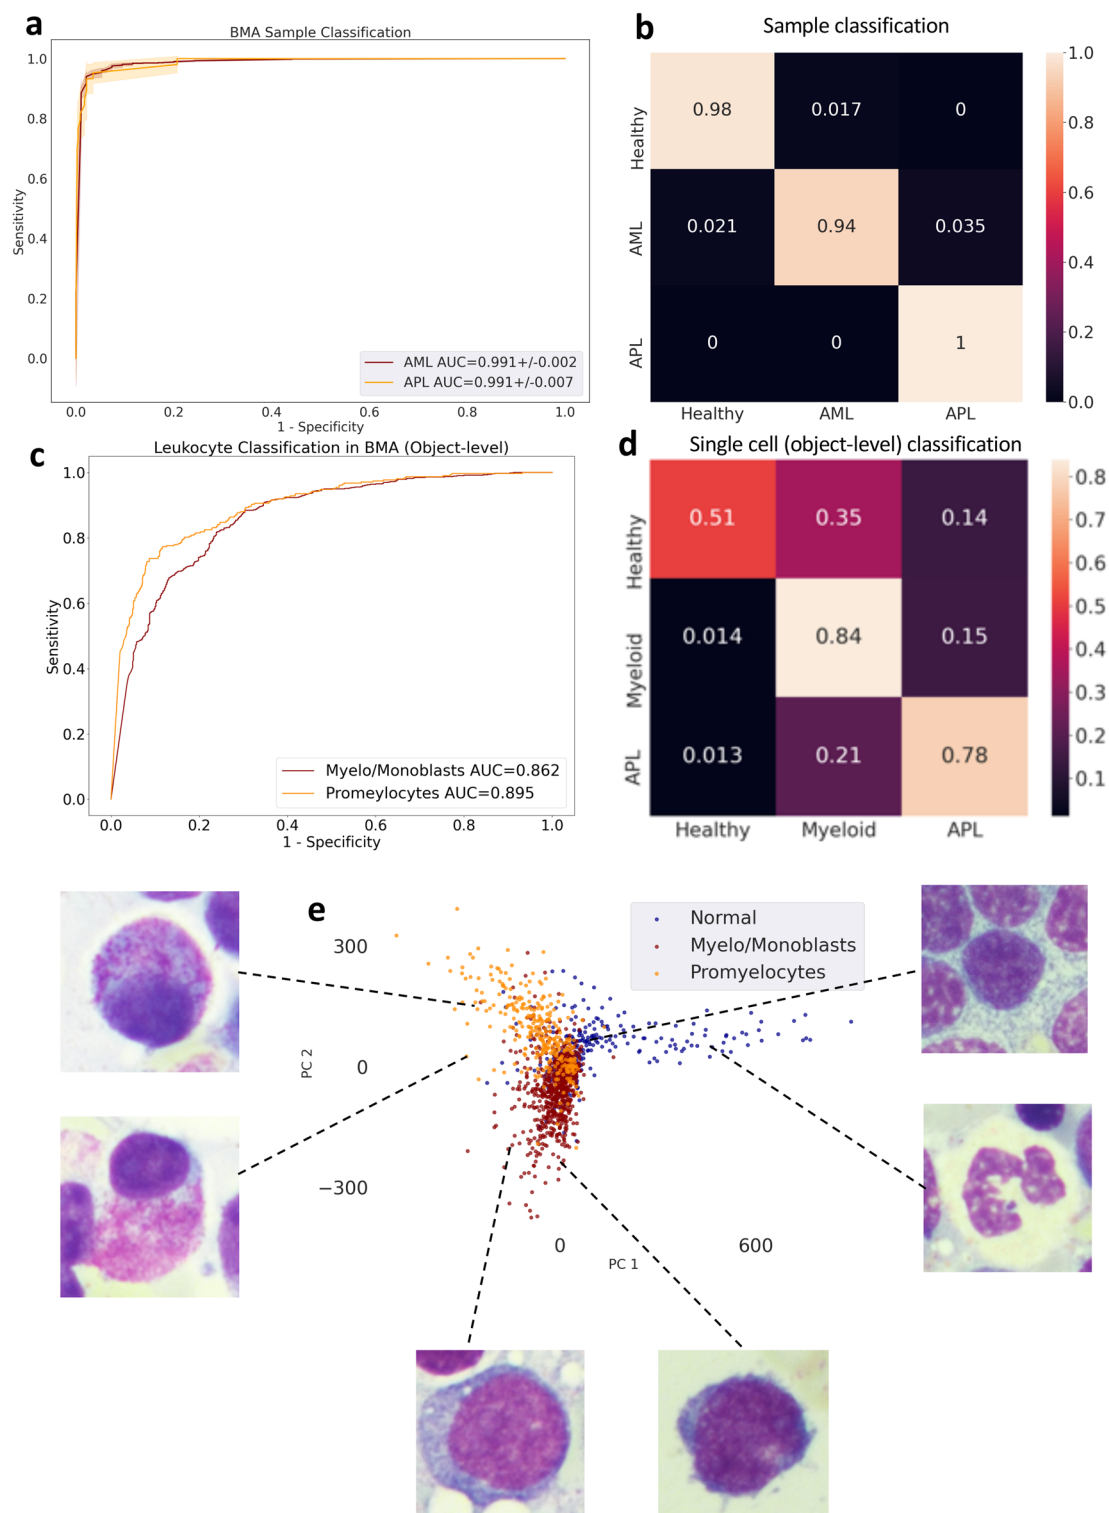 a
BMA Sample Classification
1.0
0.8
0.6
0.4
0.2
0.0
Sensitivity
AML AUC=0.991+/-0.002
APL AUC=0.991+/-0.007
0.0 0.2 0.4 0.6 0.8 1.0
1 - Specificity
b
Sample classification
Healthy
AML
APL
0.98 0.017 0
0.021 0.94 0.035
0 0 1
Healthy AML APL
1.0
0.8
0.6
0.4
0.2
0.0
c
Leukocyte Classification in BMA (Object-level)
1.0
0.8
0.6
0.4
0.2
0.0
Sensitivity
Myelo/Monoblasts AUC=0.862
Promeylocytes AUC=0.895
0.0 0.2 0.4 0.6 0.8 1.0
1 - Specificity
d
Single cell (object-level) classification
Healthy
Myeloid
APL
0.51 0.35 0.14
0.014 0.84 0.15
0.013 0.21 0.78
Healthy Myeloid APL
0.8
0.7
0.6
0.5
0.4
0.3
0.2
0.1
e
Normal
Myelo/Monoblasts
Promyelocytes
300
0
−300
PC 2
0 600
PC 1